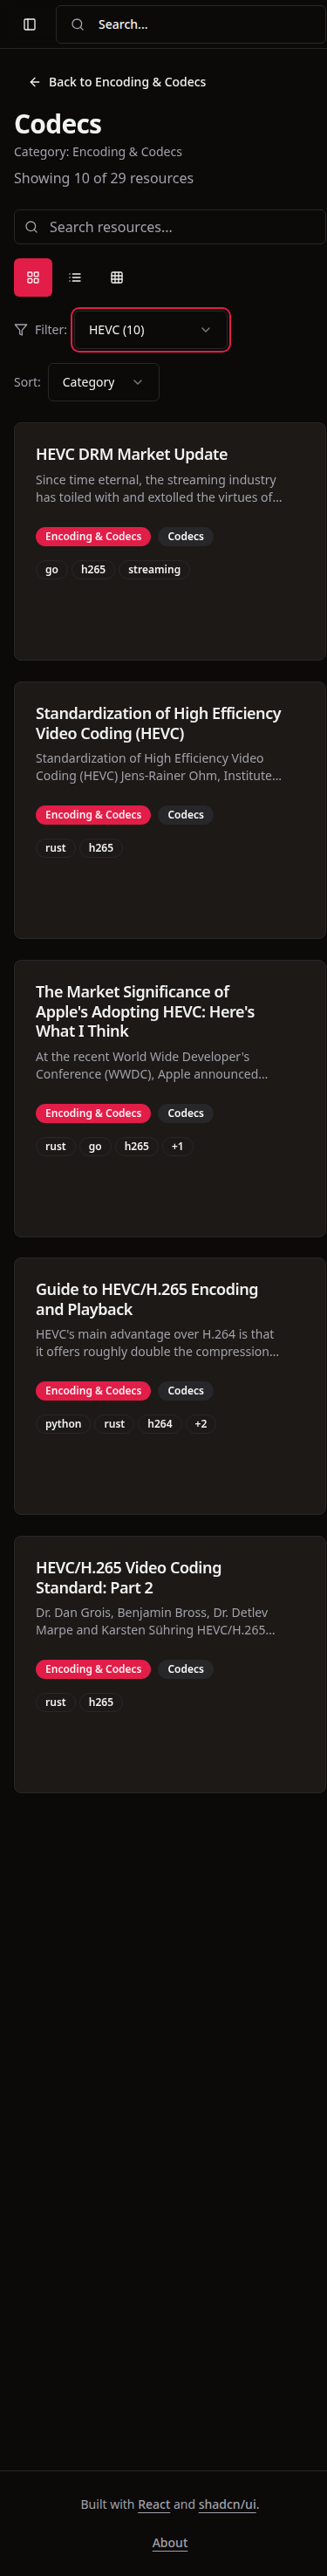 Search...
Back to Encoding & Codecs
Codecs
Category: Encoding & Codecs
Showing 10 of 29 resources
Search resources...
Filter: HEVC (10)
Sort: Category
HEVC DRM Market Update
Since time eternal, the streaming industry
has toiled with and extolled the virtues of...
Encoding & Codecs Codecs
go h265 streaming
Standardization of High Efficiency
Video Coding (HEVC)
Standardization of High Efficiency Video
Coding (HEVC) Jens-Rainer Ohm, Institute...
Encoding & Codecs Codecs
rust h265
The Market Significance of
Apple's Adopting HEVC: Here's
What I Think
At the recent World Wide Developer's
Conference (WWDC), Apple announced...
Encoding & Codecs Codecs
rust go h265 +1
Guide to HEVC/H.265 Encoding
and Playback
HEVC's main advantage over H.264 is that
it offers roughly double the compression...
Encoding & Codecs Codecs
python rust h264 +2
HEVC/H.265 Video Coding
Standard: Part 2
Dr. Dan Grois, Benjamin Bross, Dr. Detlev
Marpe and Karsten Sühring HEVC/H.265...
Encoding & Codecs Codecs
rust h265
Built with React and shadcn/ui.
About